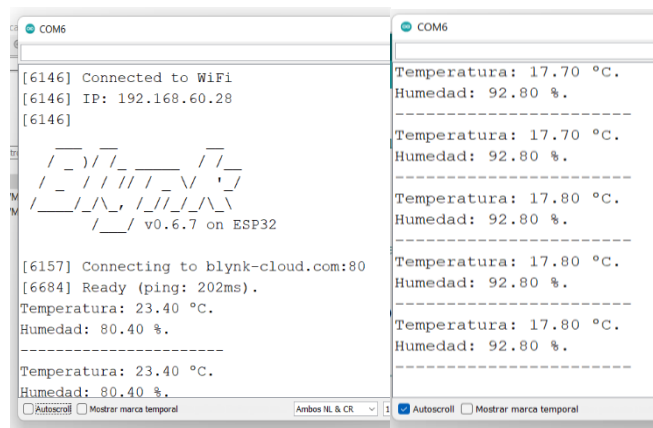 COM6
[6146] Connected to WiFi
[6146] IP: 192.168.60.28
[6146]
Blynk
v0.6.7 on ESP32
[6157] Connecting to blynk-cloud.com:80
[6684] Ready (ping: 202ms).
Temperatura: 23.40 °C.
Humedad: 80.40 %.
------------------------
Temperatura: 23.40 °C.
Humedad: 80.40 %.
Autoscroll Mostrar marca temporal Ambos NL & CR
COM6
Temperatura: 17.70 °C.
Humedad: 92.80 %.
------------------------
Temperatura: 17.70 °C.
Humedad: 92.80 %.
------------------------
Temperatura: 17.80 °C.
Humedad: 92.80 %.
------------------------
Temperatura: 17.80 °C.
Humedad: 92.80 %.
------------------------
Temperatura: 17.80 °C.
Humedad: 92.80 %.
------------------------
Autoscroll Mostrar marca temporal